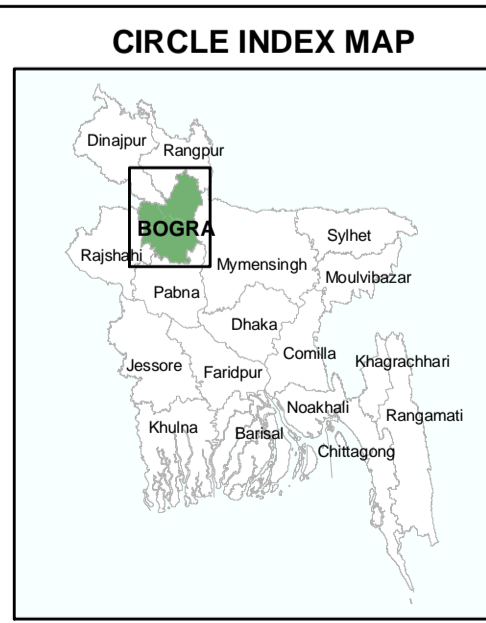 CIRCLE INDEX MAP
Dinajpur
Rangpur
BOGRA
Sylhet
Rajshahi
Mymensingh
Moulvibazar
Pabna
Dhaka
Comilla
Khagrachhari
Jessore
Faridpur
Noakhali
Rangamati
Khulna
Barisal
Chittagong